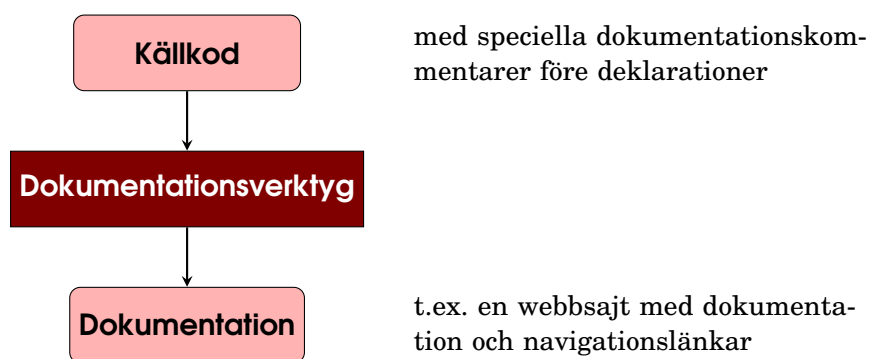 Källkod
med speciella dokumentationskom-
mentarer före deklarationer
Dokumentationsverktyg
Dokumentation
t.ex. en webbsajt med dokumenta-
tion och navigationslänkar